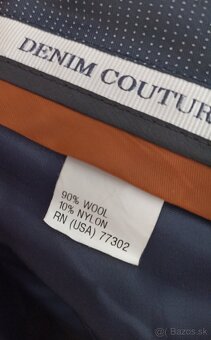 DENIM COUTUR
90% WOOL
10% NYLON
RN (USA) 77302
© Bazos.sk